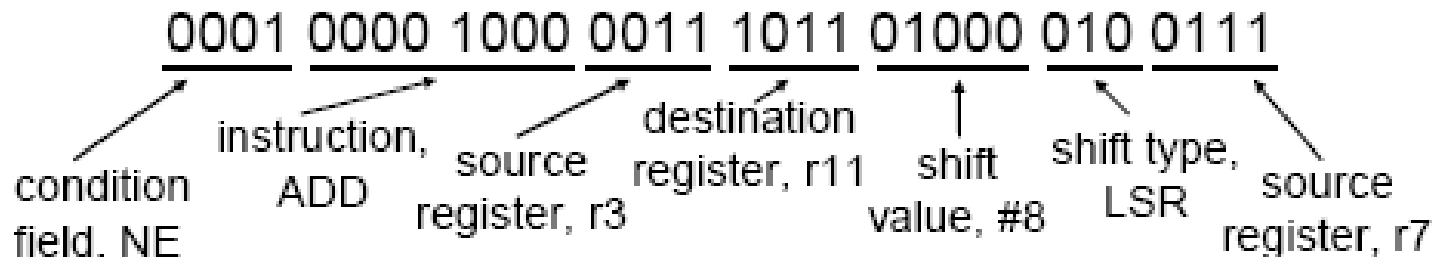 0001 0000 1000 0011 1011 01000 010 0111
condition
field, NE
instruction,
ADD
source
register, r3
destination
register, r11
shift
value, #8
shift type,
LSR
source
register, r7